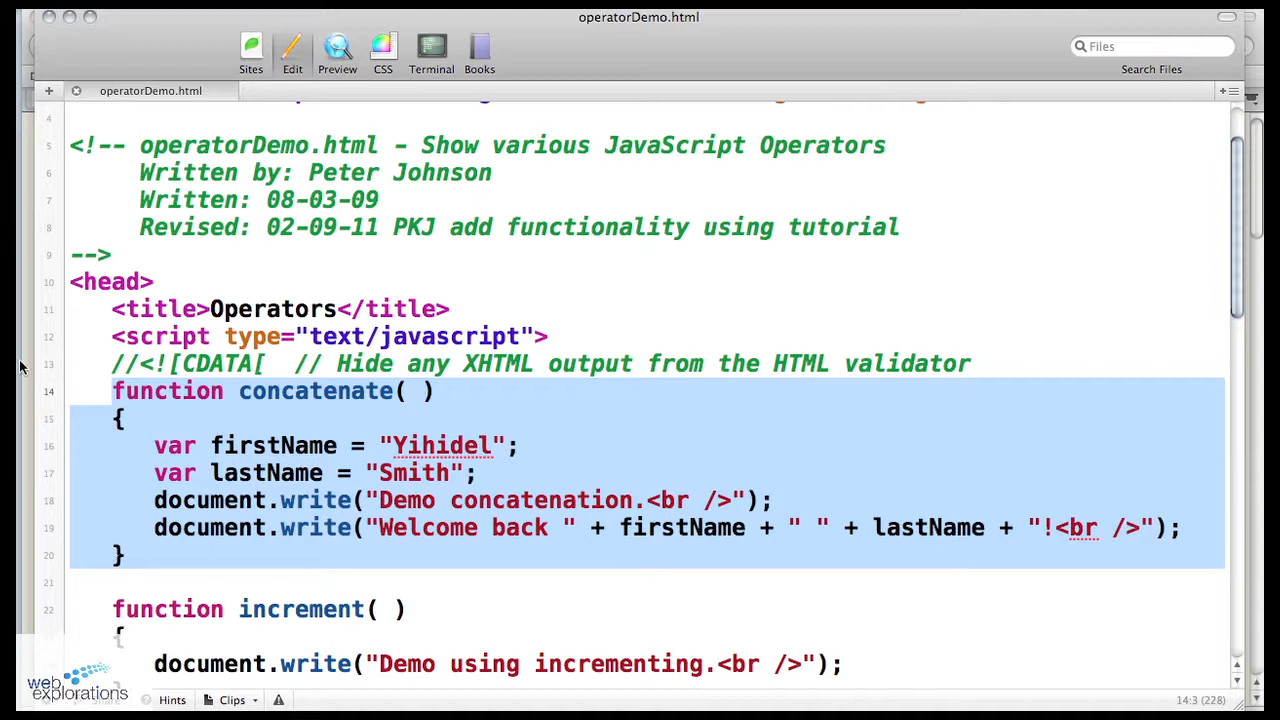 operatorDemo.html
Sites Edit Preview CSS Terminal Books
Files
Search Files
operatorDemo.html
4
5 <!-- operatorDemo.html - Show various JavaScript Operators
6 Written by: Peter Johnson
7 Written: 08-03-09
8 Revised: 02-09-11 PKJ add functionality using tutorial
9 -->
10 <head>
11 <title>Operators</title>
12 <script type="text/javascript">
13 //<![CDATA[ // Hide any XHTML output from the HTML validator
14 function concatenate( )
15 {
16 var firstName = "Yihidel";
17 var lastName = "Smith";
18 document.write("Demo concatenation.<br />");
19 document.write("Welcome back " + firstName + " " + lastName + "!<br />");
20 }
21
22 function increment( )
{
document.write("Demo using incrementing.<br />");
web explorations
Share Hints Clips 14:3 (228)